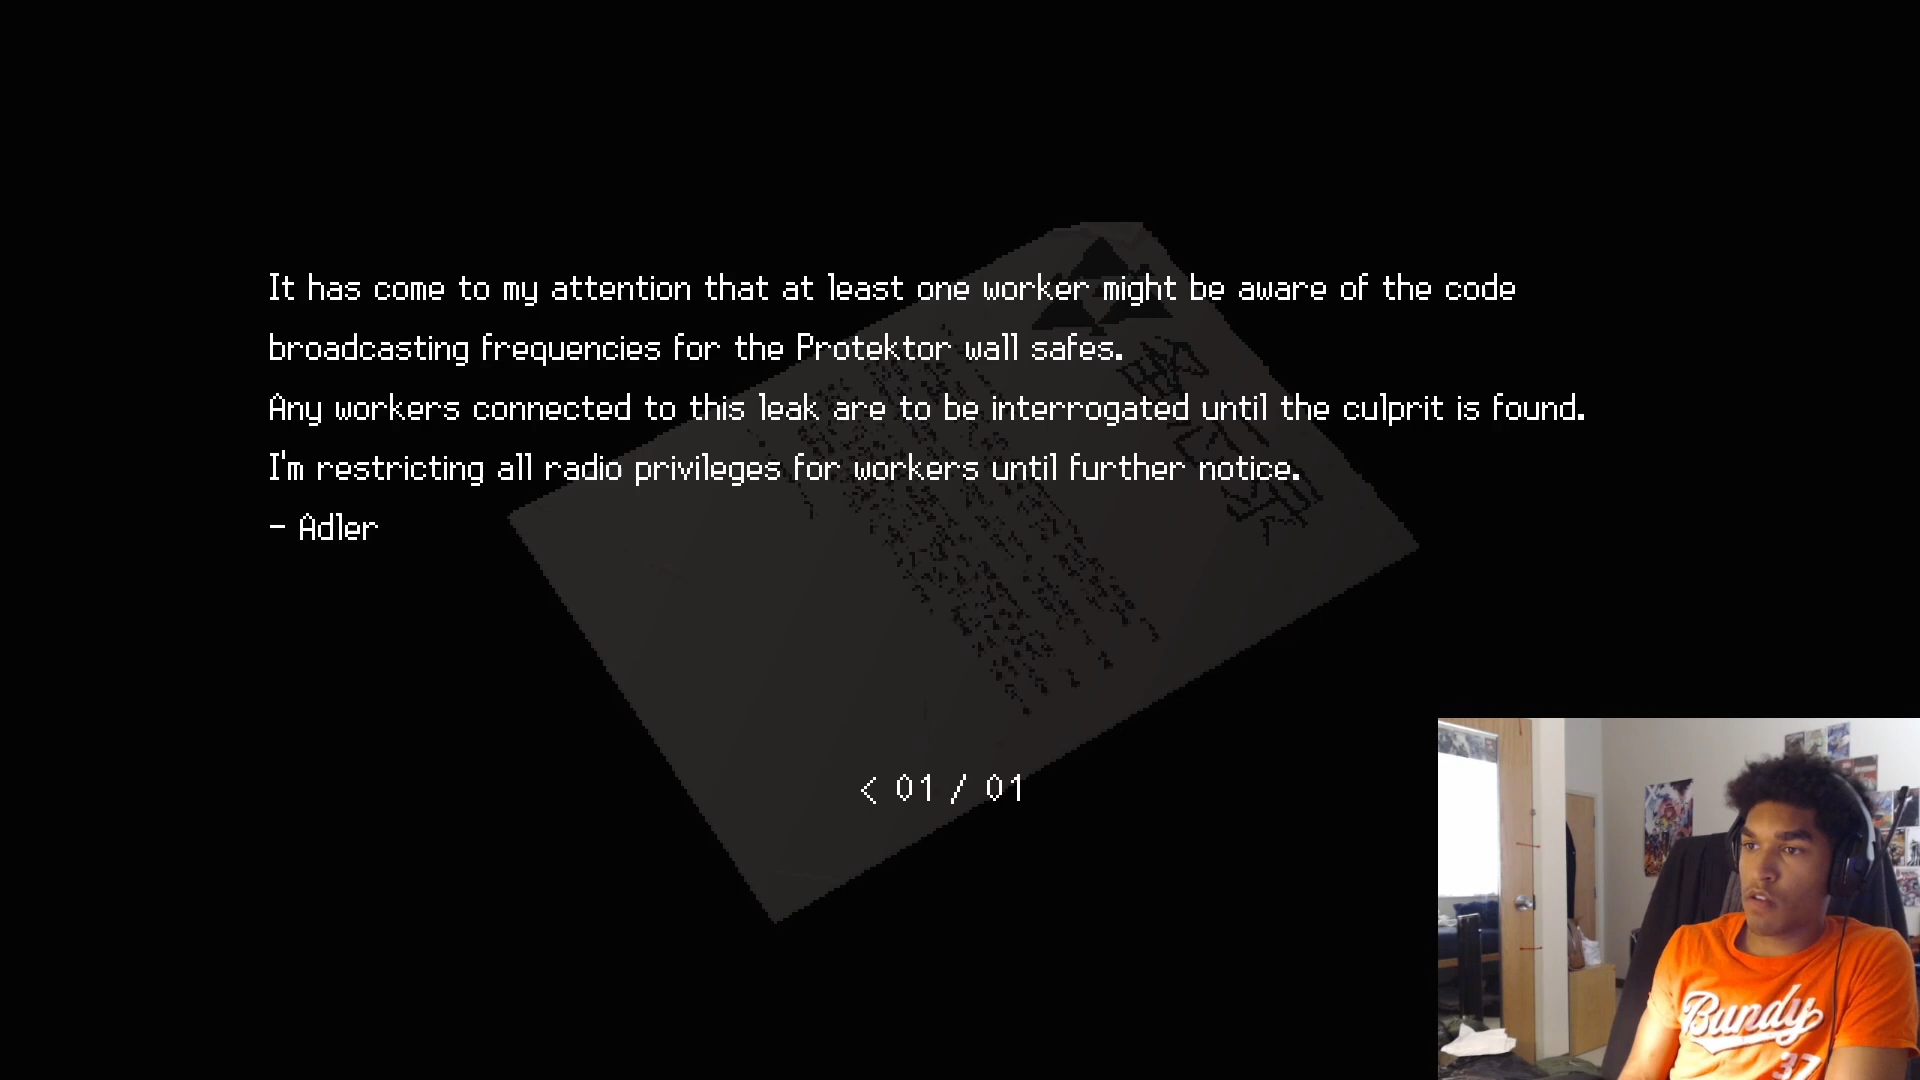 It has come to my attention that at least one worker might be aware of the code
broadcasting frequencies for the Protektor wall safes.
Any workers connected to this leak are to be interrogated until the culprit is found.
I'm restricting all radio privileges for workers until further notice.
- Adler
< 01 / 01
Bundy
37